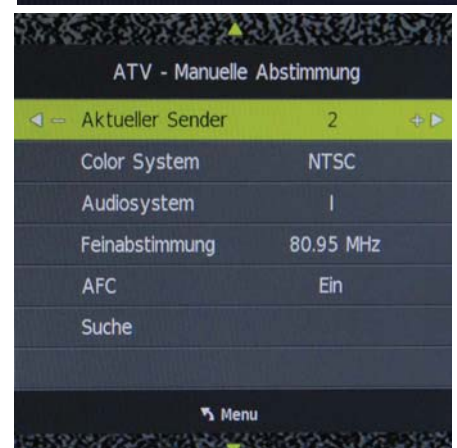 ATV - Manuelle Abstimmung
Aktueller Sender 2
Color System NTSC
Audiosystem I
Feinabstimmung 80.95 MHz
AFC Ein
Suche
Menu